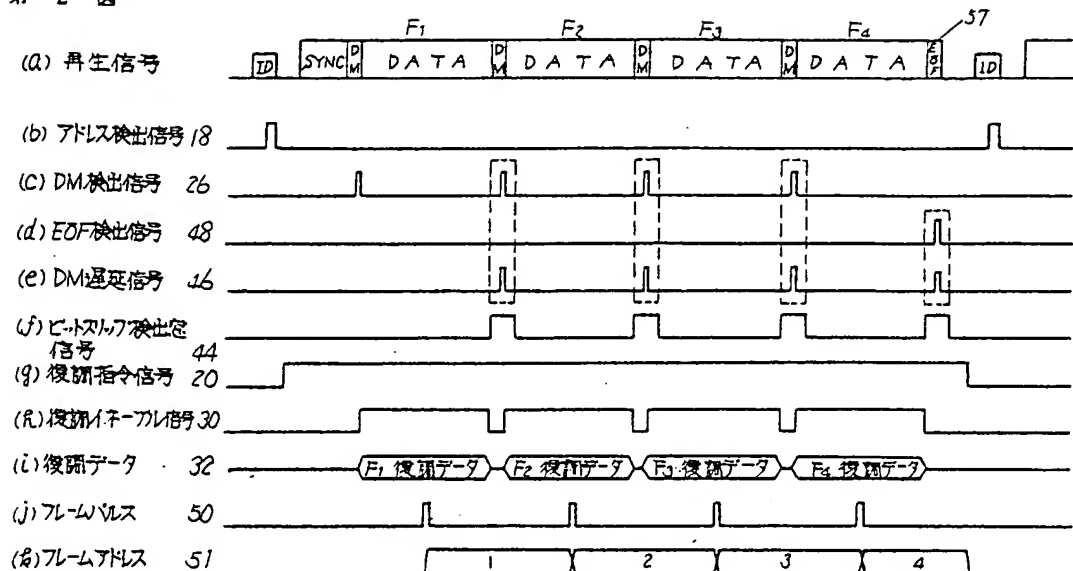 第 2 図
F1 F2 F3 F4 57
(a) 再生信号 ID SYNC DM DATA DM DATA DM DATA DM DATA EOF ID
(b) アドレス検出信号 18
(c) DM検出信号 26
(d) EOF検出信号 48
(e) DM遅延信号 16
(f) ビットスリップ検出窓
信号 44
(g) 復調指令信号 20
(h) 復調イネーブル信号 30
(i) 復調データ 32 F1 復調データ F2 復調データ F3 復調データ F4 復調データ
(j) フレームパルス 50
(k) フレームアドレス 51 1 2 3 4